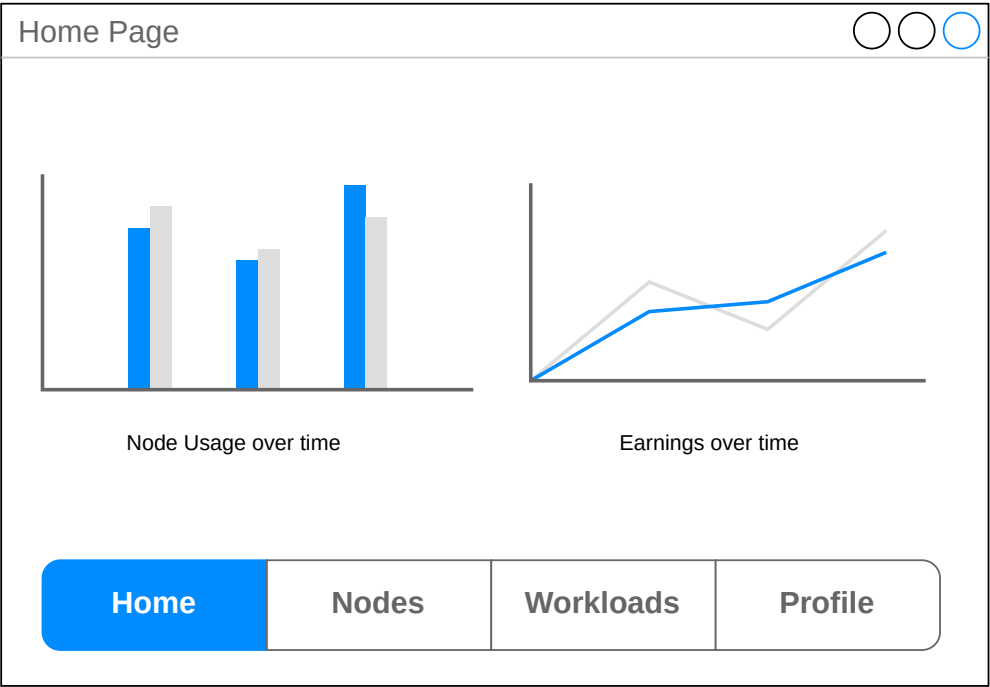 Home Page
Node Usage over time
Earnings over time
Home
Nodes
Workloads
Profile